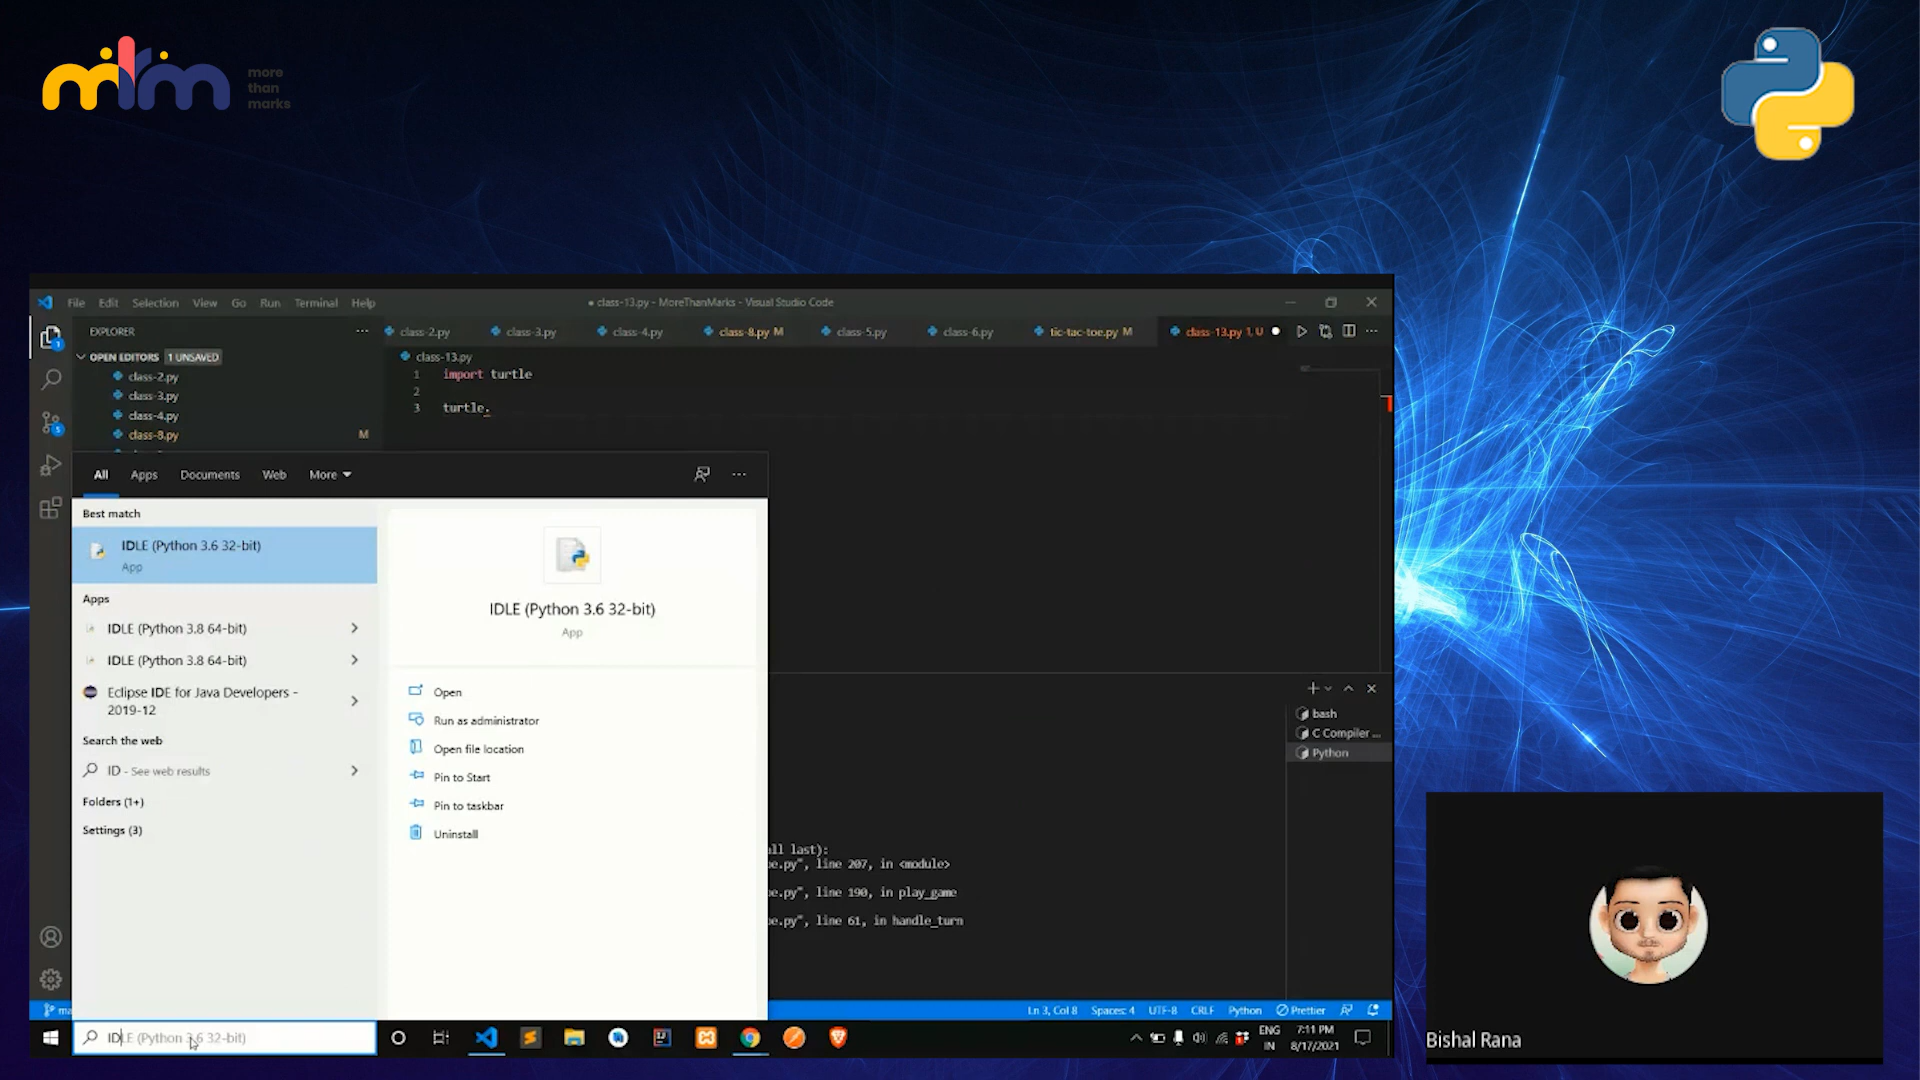 mtm
more
than
marks
File Edit Selection View Go Run Terminal Help
● class-13.py - MoreThanMarks - Visual Studio Code
EXPLORER
class-2.py class-3.py class-4.py class-8.py M class-5.py class-6.py tic-tac-toe.py M class-13.py 1, U
OPEN EDITORS 1 UNSAVED
class-13.py
class-2.py
class-3.py
class-4.py
class-8.py M
1 import turtle
2
3 turtle.
All Apps Documents Web More
Best match
IDLE (Python 3.6 32-bit)
App
Apps
IDLE (Python 3.8 64-bit)
IDLE (Python 3.8 64-bit)
Eclipse IDE for Java Developers -
2019-12
Search the web
ID - See web results
Folders (1+)
Settings (3)
IDLE (Python 3.6 32-bit)
App
Open
Run as administrator
Open file location
Pin to Start
Pin to taskbar
Uninstall
bash
C Compiler ...
Python
all last):
oe.py", line 207, in <module>
oe.py", line 190, in play_game
oe.py", line 61, in handle_turn
Ln 3, Col 8 Spaces: 4 UTF-8 CRLF Python Prettier
IDLE (Python 3.6 32-bit)
ENG
IN
7:11 PM
8/17/2021
Bishal Rana